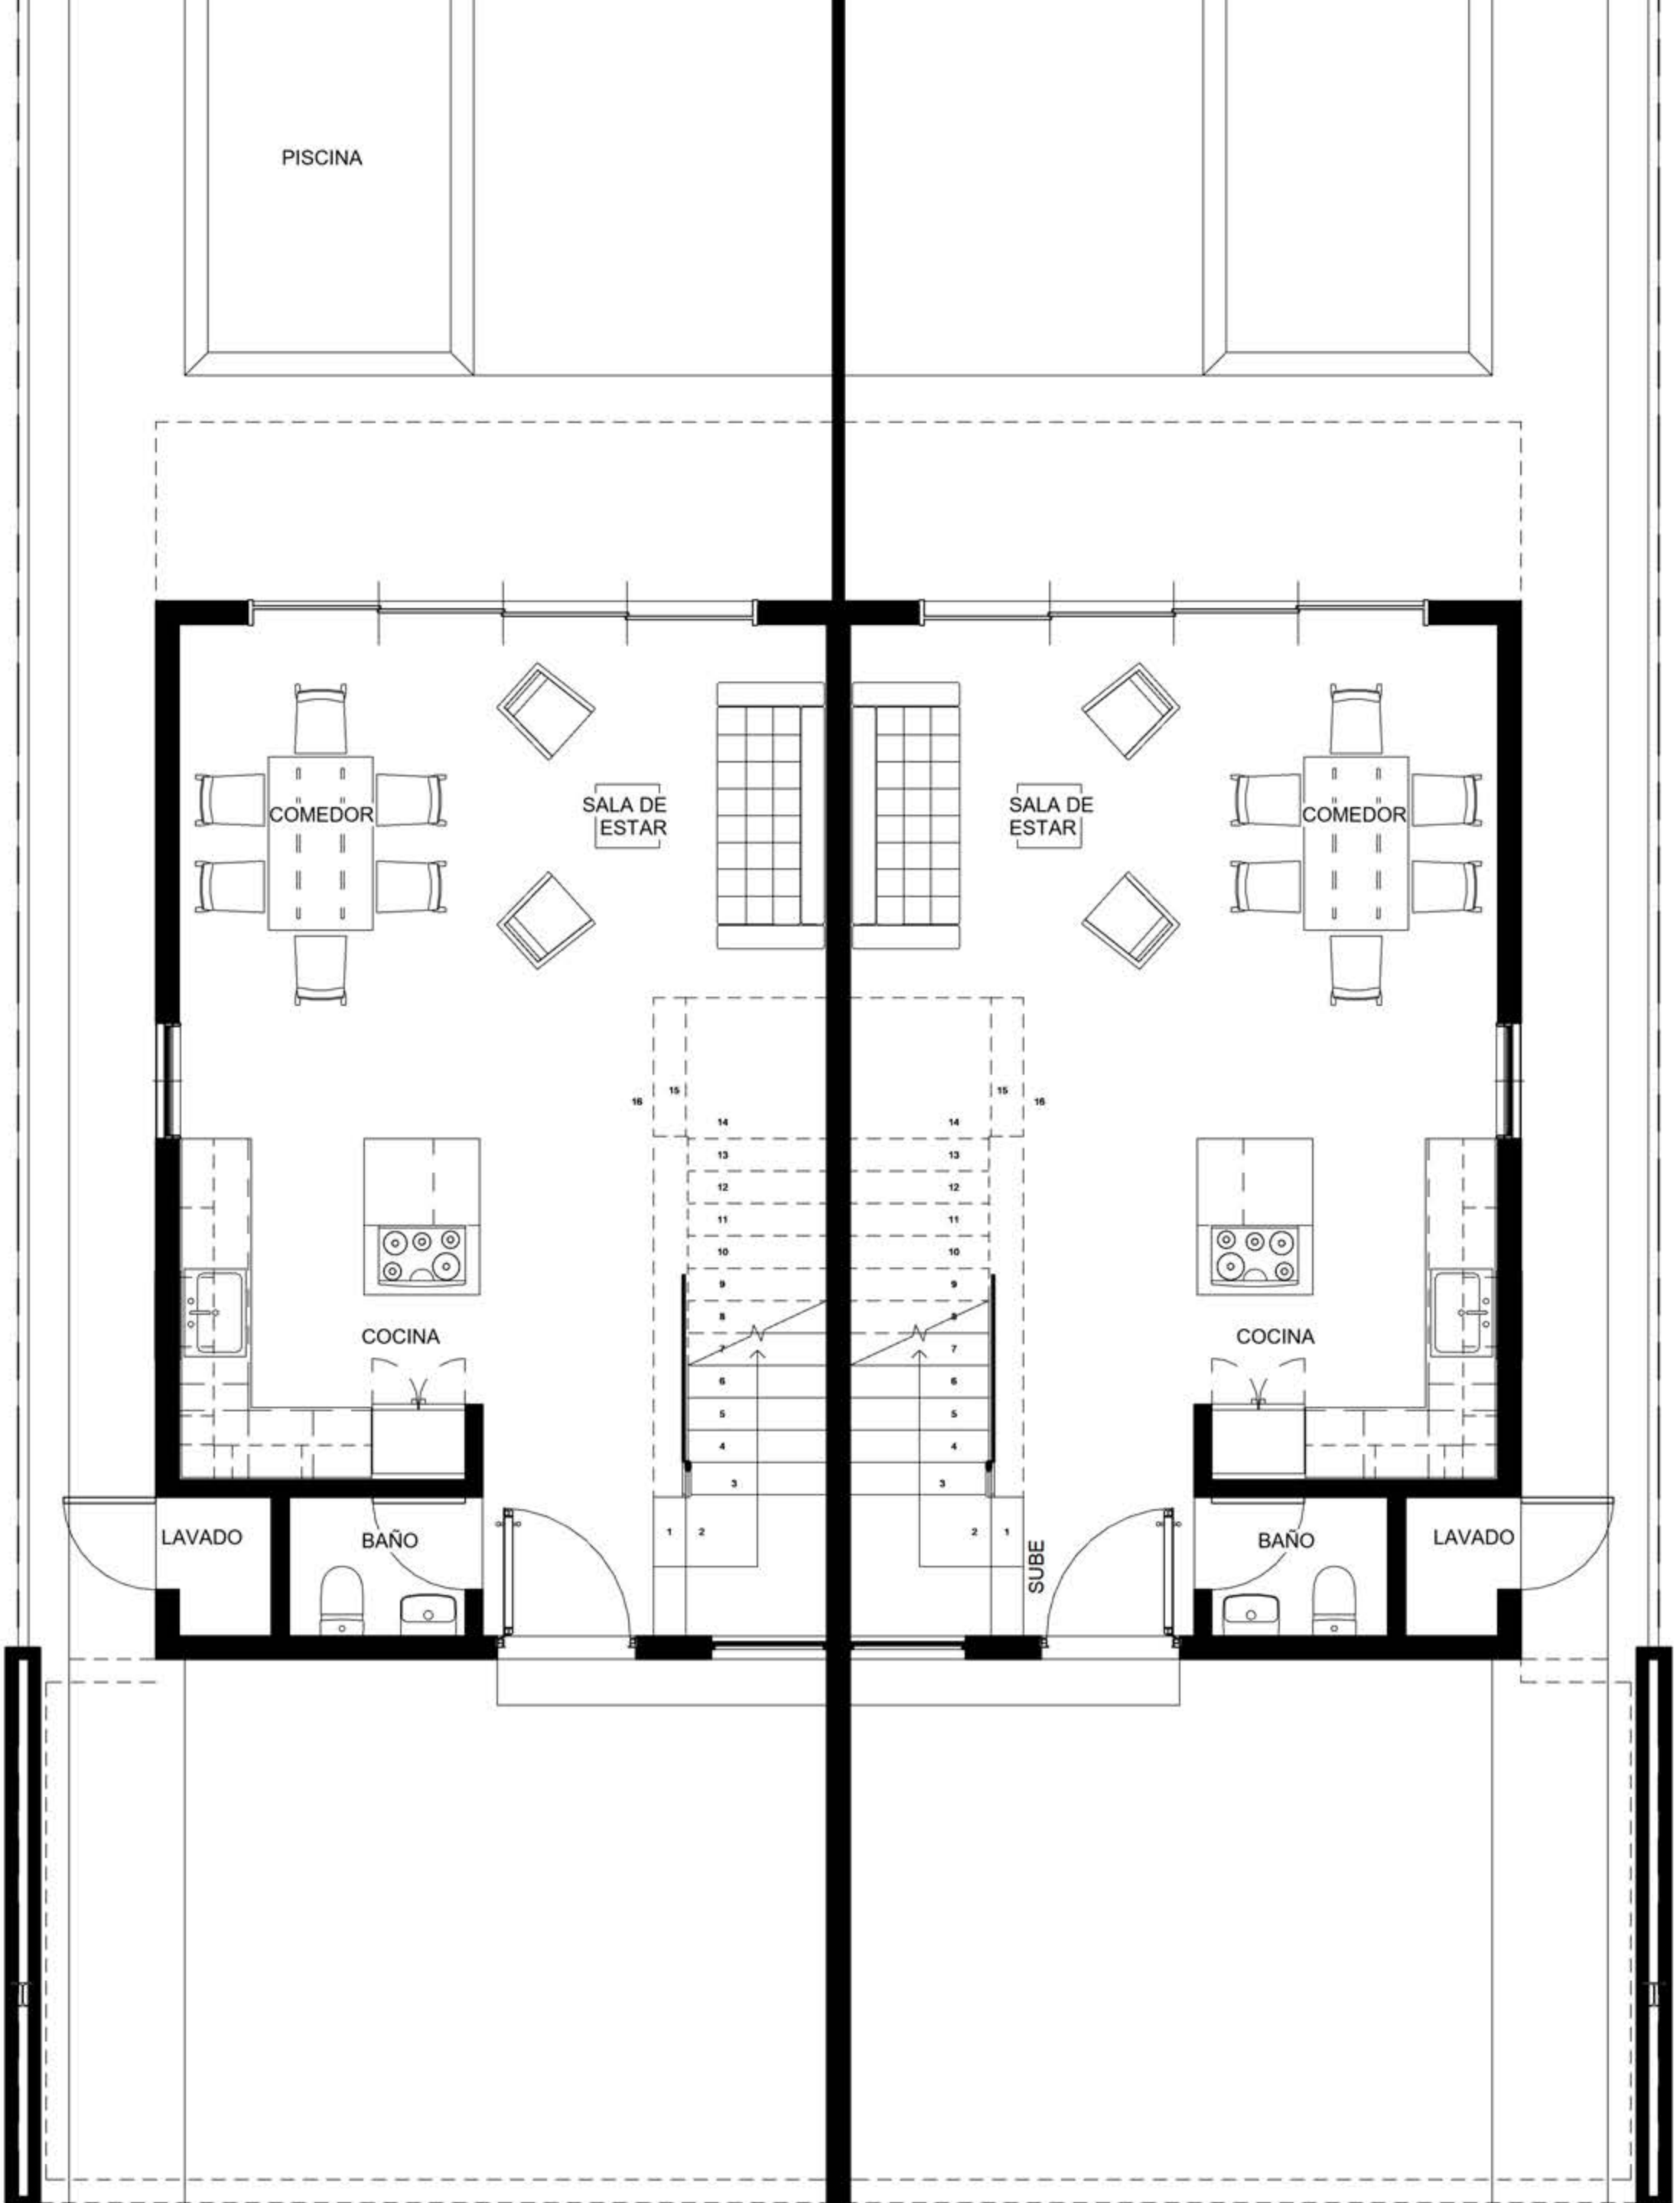 PISCINA
SALA DE
ESTAR
SALA DE
ESTAR
COMEDOR
COMEDOR
15
16
14
13
12
11
10
9
8
7
6
5
4
3
1
2
15
16
14
13
12
11
10
9
8
7
6
5
4
3
2
1
COCINA
COCINA
LAVADO
BAÑO
SUBE
BAÑO
LAVADO